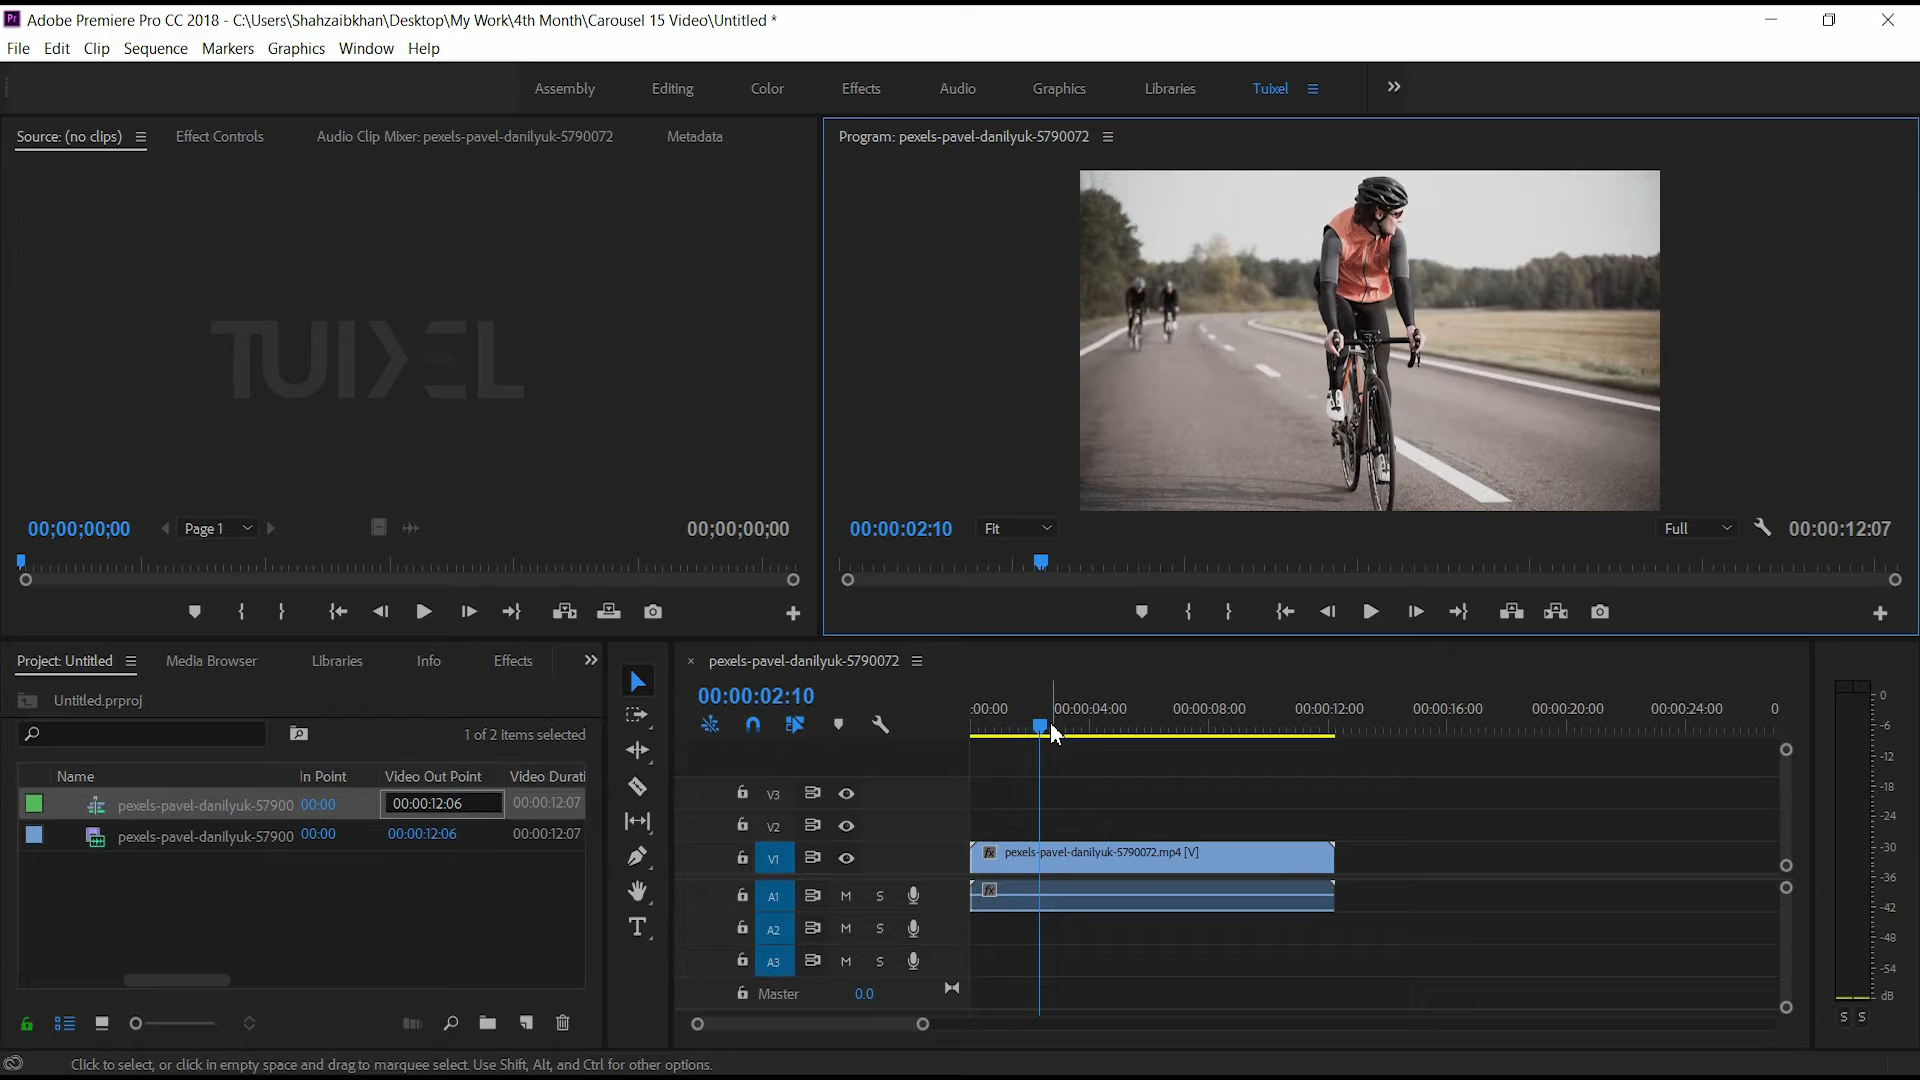 Pr Adobe Premiere Pro CC 2018 - C:\Users\Shahzaibkhan\Desktop\My Work\4th Month\Carousel 15 Video\Untitled *
File Edit Clip Sequence Markers Graphics Window Help
Assembly Editing Color Effects Audio Graphics Libraries Tuixel
Source: (no clips) Effect Controls Audio Clip Mixer: pexels-pavel-danilyuk-5790072 Metadata
Program: pexels-pavel-danilyuk-5790072
TUIXEL
00;00;00;00 Page 1 00;00;00;00
00:00:02:10 Fit Full 00:00:12:07
Project: Untitled Media Browser Libraries Info Effects
Untitled.prproj
1 of 2 items selected
Name In Point Video Out Point Video Durati
pexels-pavel-danilyuk-57900 00:00 00:00:12:06 00:00:12:07
pexels-pavel-danilyuk-57900 00:00 00:00:12:06 00:00:12:07
× pexels-pavel-danilyuk-5790072
00:00:02:10
:00:00 00:00:04:00 00:00:08:00 00:00:12:00 00:00:16:00 00:00:20:00 00:00:24:00 0
V3
V2
V1 fx pexels-pavel-danilyuk-5790072.mp4 [V]
A1 M S fx
A2 M S
A3 M S
Master 0.0
T
0
-6
-12
-18
-24
-30
-36
-42
-48
-54
dB
S S
Click to select, or click in empty space and drag to marquee select. Use Shift, Alt, and Ctrl for other options.